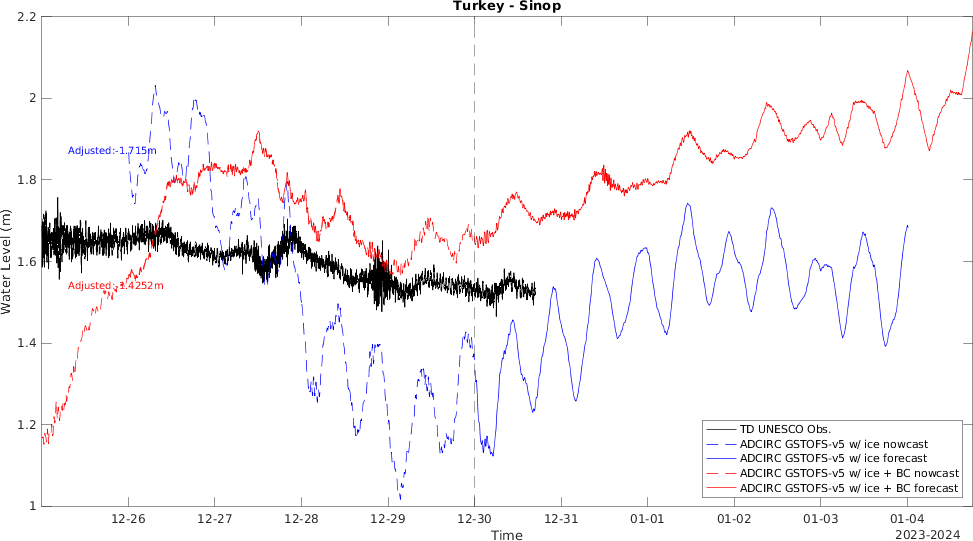 Turkey - Sinop
2.2
2
1.8
1.6
1.4
1.2
1
Water Level (m)
Adjusted:-1.715m
Adjusted:-1.4252m
TD UNESCO Obs.
ADCIRC GSTOFS-v5 w/ ice nowcast
ADCIRC GSTOFS-v5 w/ ice forecast
ADCIRC GSTOFS-v5 w/ ice + BC nowcast
ADCIRC GSTOFS-v5 w/ ice + BC forecast
12-26
12-27
12-28
12-29
12-30
12-31
01-01
01-02
01-03
01-04
Time
2023-2024